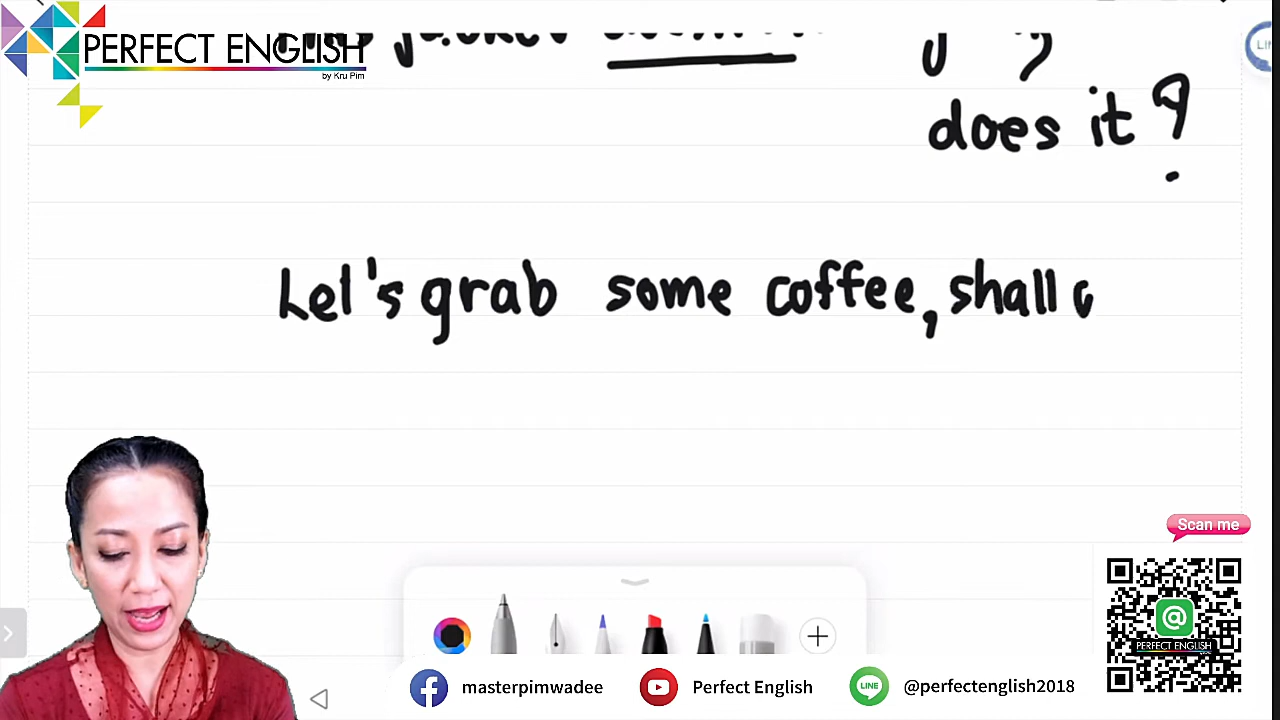 PERFECT ENGLISH
by Kru Pim
does it?
Let's grab some coffee, shall
Scan me
PERFECT ENGLISH
masterpimwadee
Perfect English
LINE
@perfectenglish2018